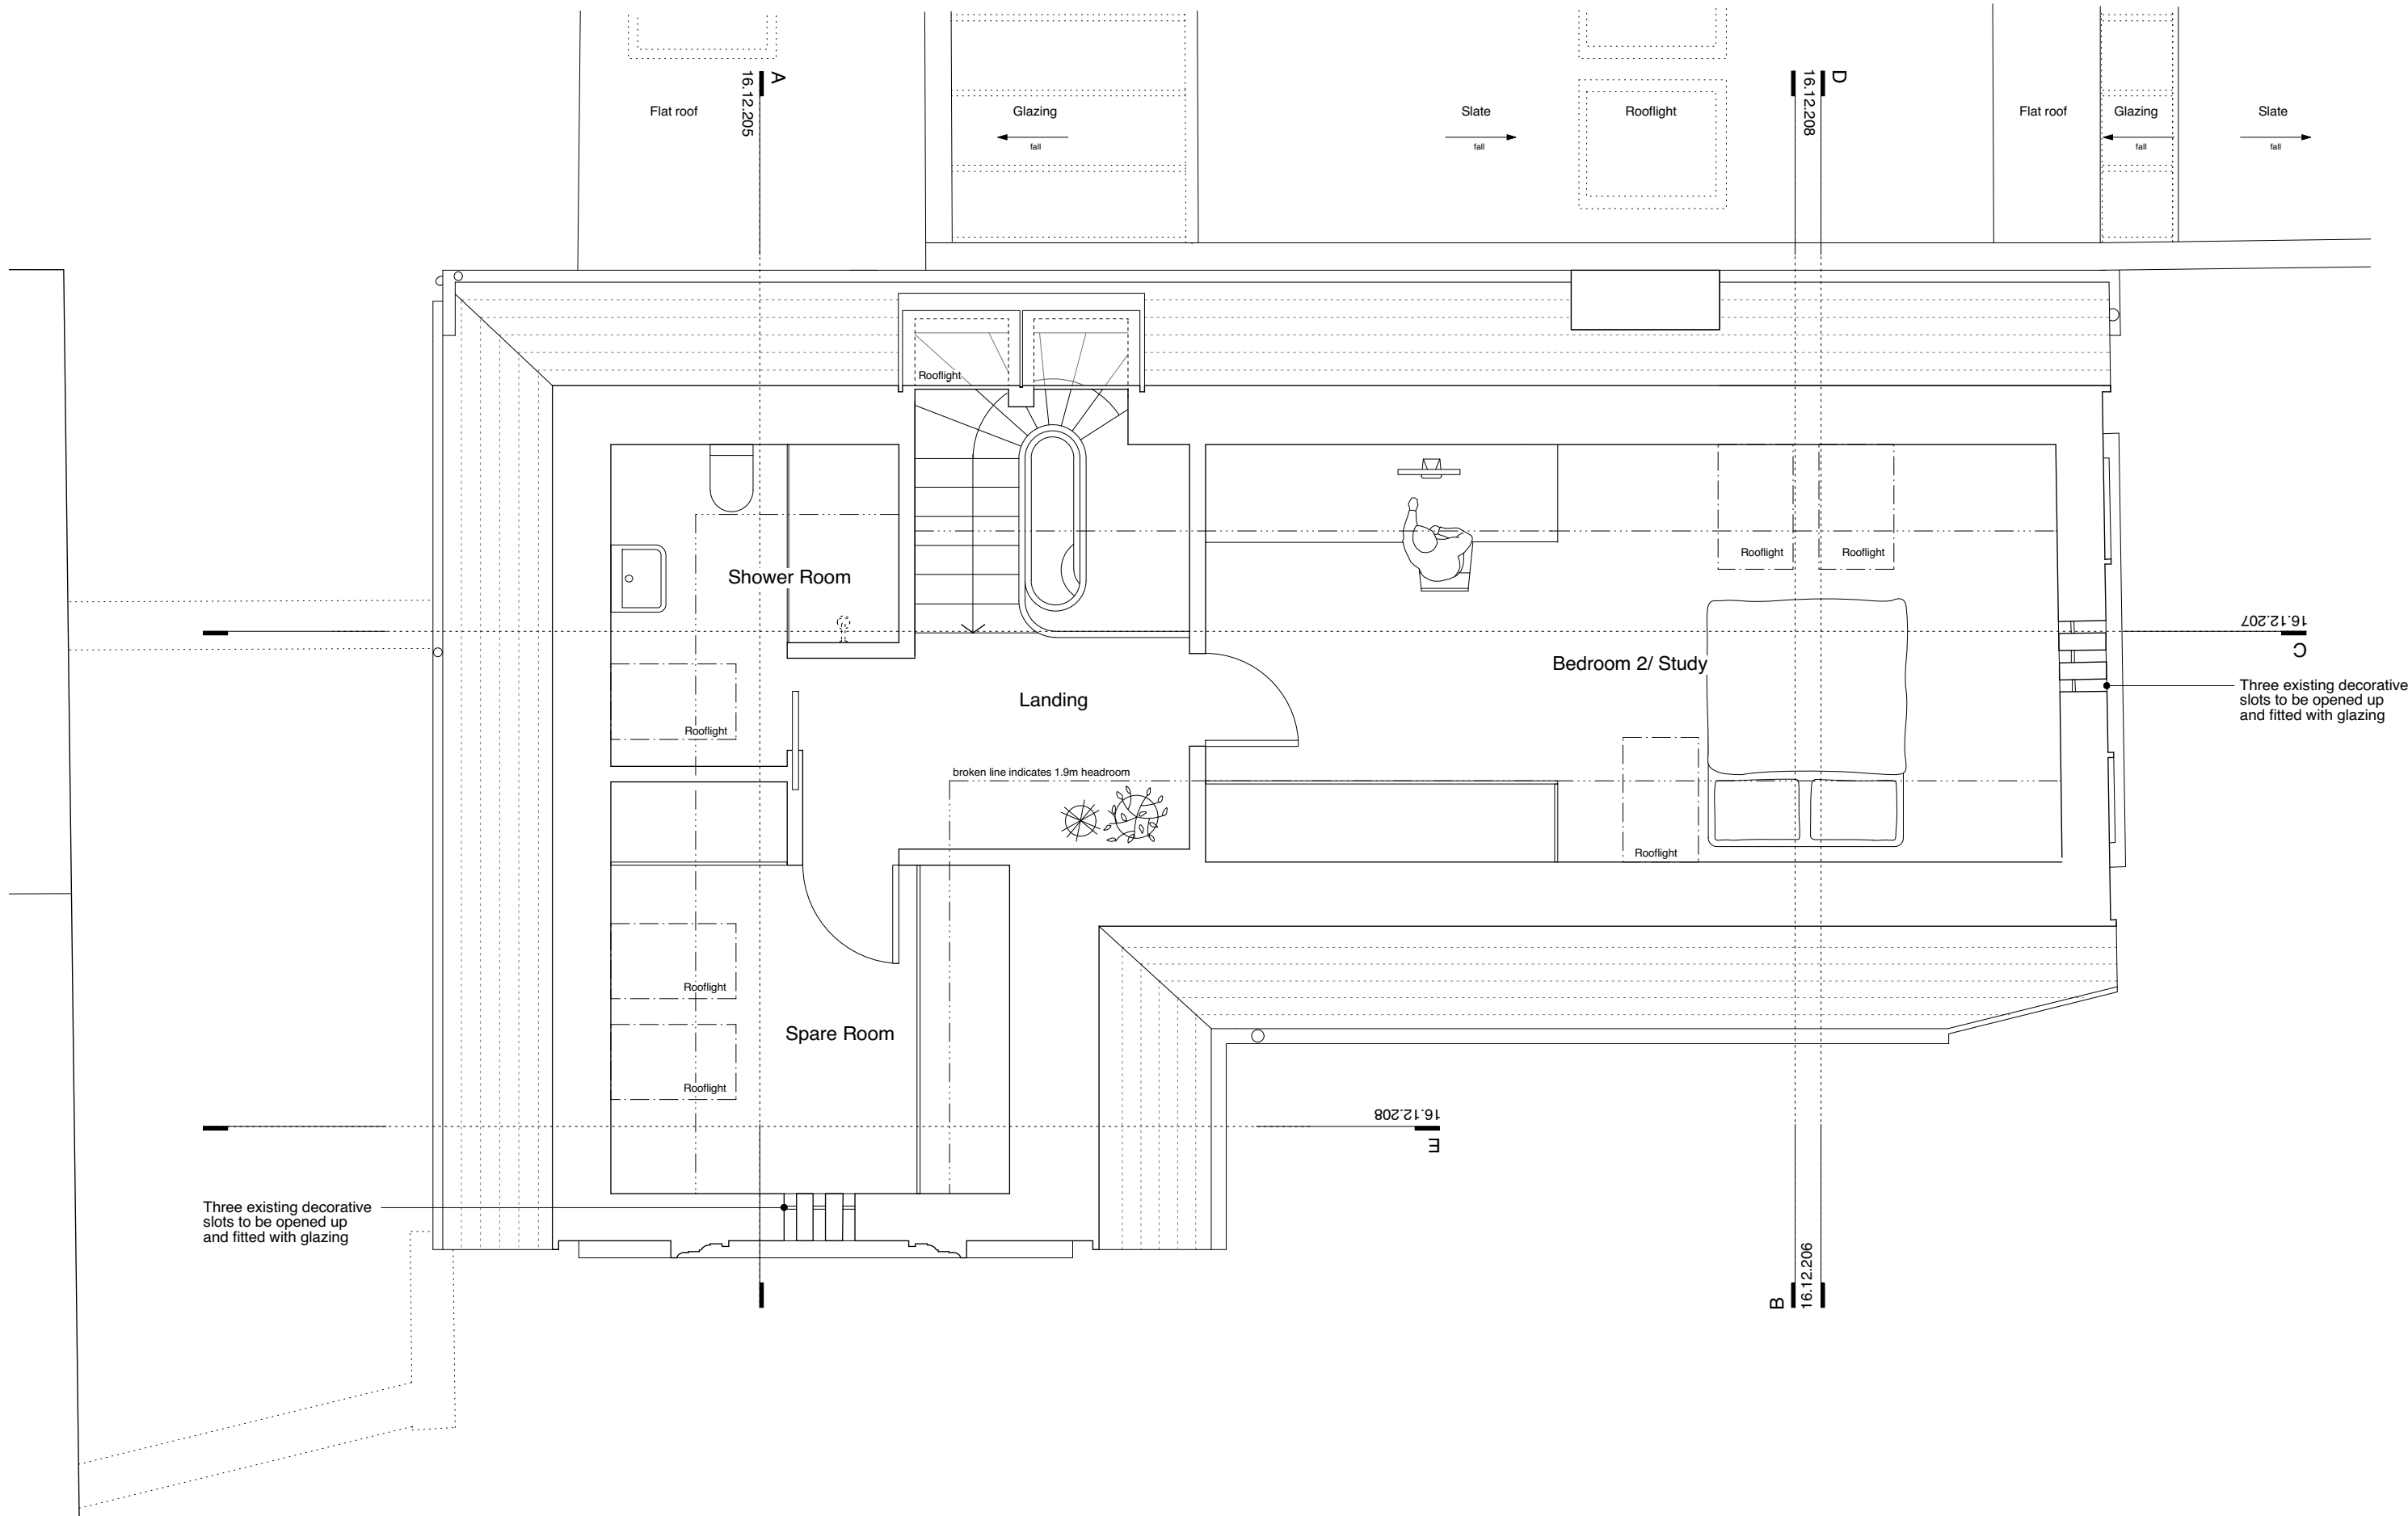 A
16.12.205
16.12.208
D
Flat roof
Glazing
fall
Slate
fall
Rooflight
Flat roof
Glazing
fall
Slate
fall
Rooflight
Rooflight
Rooflight
Shower Room
16.12.207
C
Bedroom 2/ Study
Landing
Rooflight
Three existing decorative
slots to be opened up
and fitted with glazing
broken line indicates 1.9m headroom
Rooflight
Rooflight
Spare Room
Rooflight
16.12.208
E
Three existing decorative
slots to be opened up
and fitted with glazing
B
16.12.206